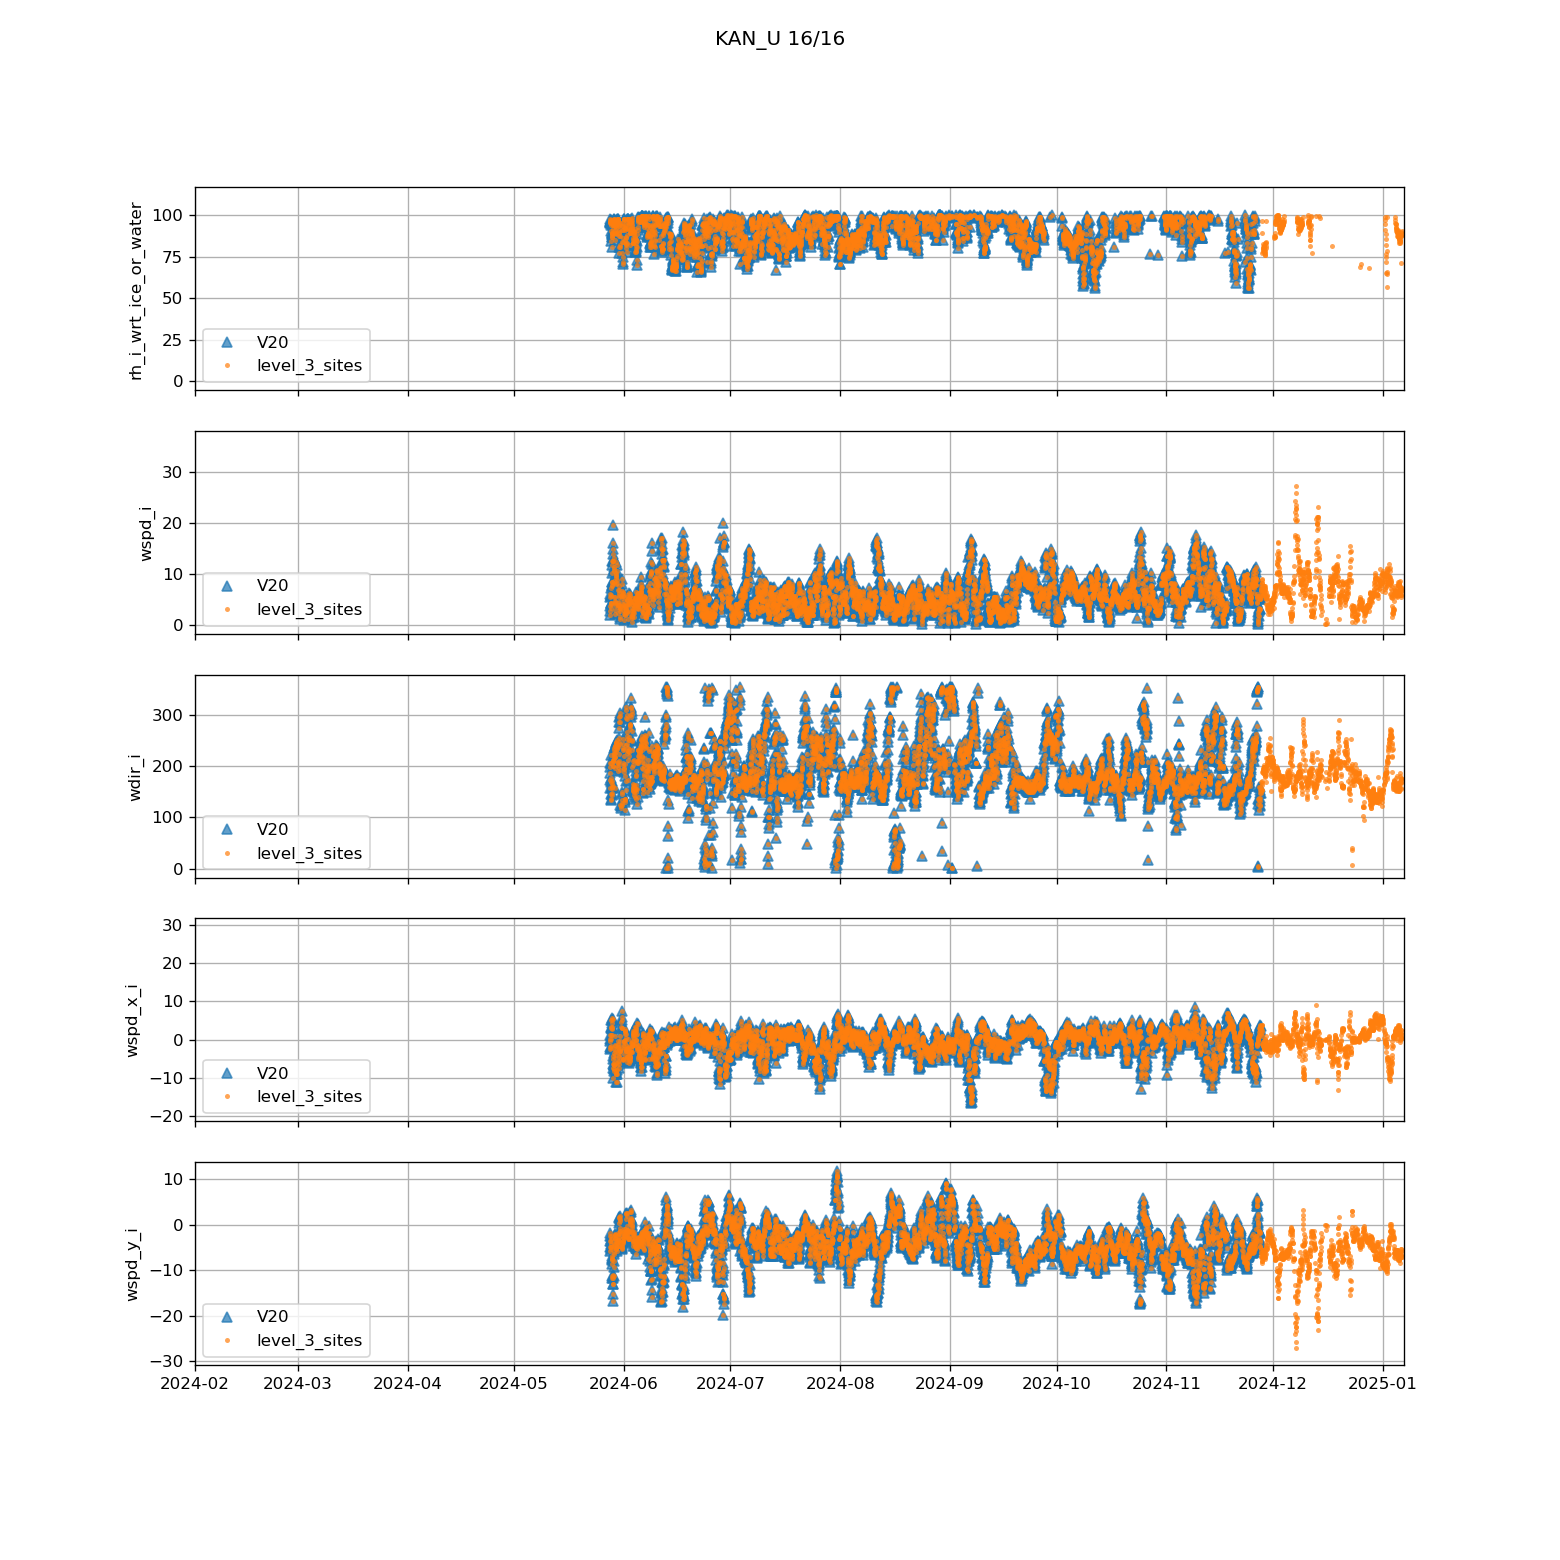 KAN_U 16/16
rh_i_wrt_ice_or_water
100
75
50
25
0
V20
level_3_sites
wspd_i
30
20
10
0
V20
level_3_sites
wdir_i
300
200
100
0
V20
level_3_sites
wspd_x_i
30
20
10
0
−10
−20
V20
level_3_sites
wspd_y_i
10
0
−10
−20
−30
V20
level_3_sites
2024-02 2024-03 2024-04 2024-05 2024-06 2024-07 2024-08 2024-09 2024-10 2024-11 2024-12 2025-01